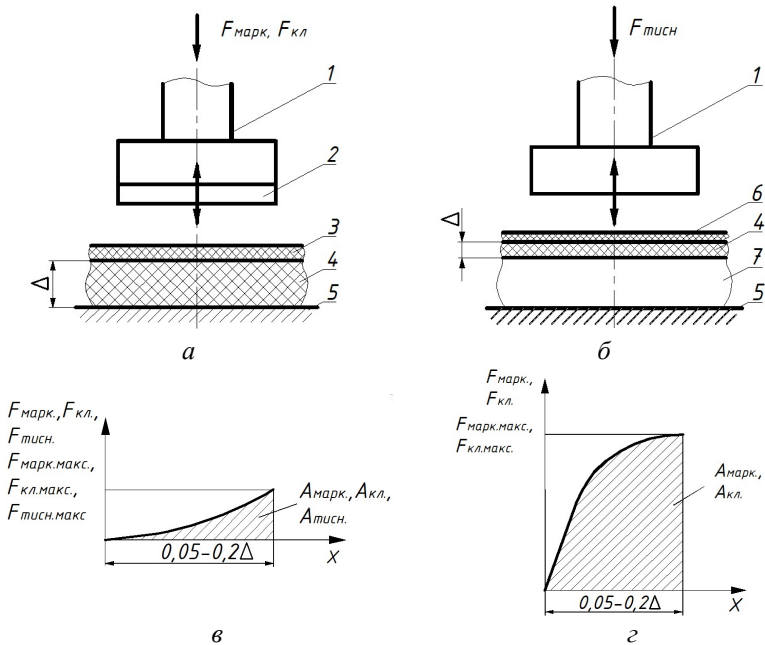 Fмарк, Fкл
1
2
3
4
5
Δ
а
Fтисн
1
6
4
7
5
Δ
б
Fмарк.,Fкл.,
Fтисн.
Fмарк.макс.,
Fкл.макс.,
Fтисн.макс
Aмарк.,Aкл.,
Aтисн.
0,05-0,2Δ
X
в
Fмарк.,
Fкл.
Fмарк.макс.,
Fкл.макс.
Aмарк.,
Aкл.
0,05-0,2Δ
X
г